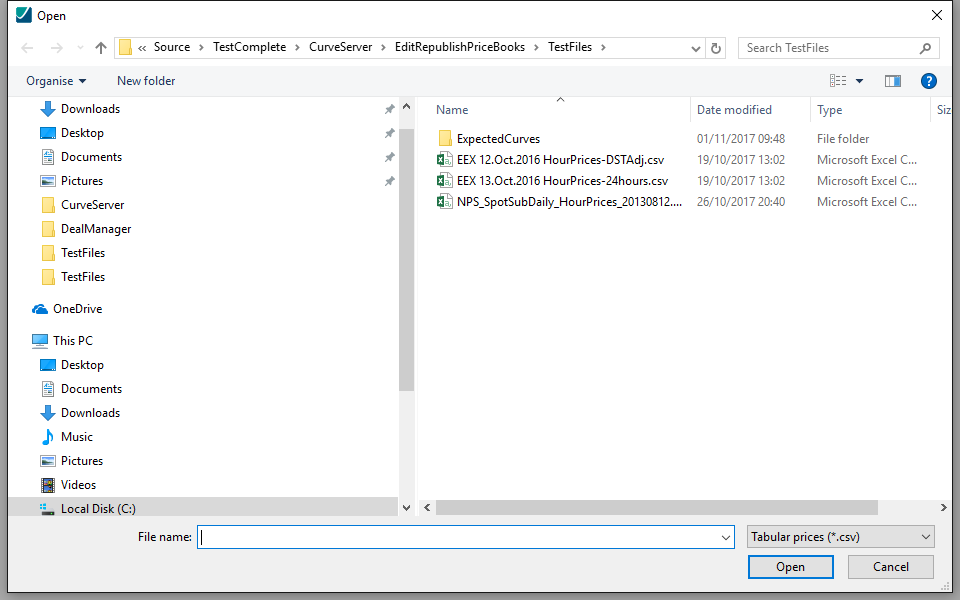 Open
« Source > TestComplete > CurveServer > EditRepublishPriceBooks > TestFiles >
Search TestFiles
Organise
New folder
?
Downloads
Desktop
Documents
Pictures
CurveServer
DealManager
TestFiles
TestFiles
OneDrive
This PC
Desktop
Documents
Downloads
Music
Pictures
Videos
Local Disk (C:)
Name Date modified Type Siz
ExpectedCurves 01/11/2017 09:48 File folder
EEX 12.Oct.2016 HourPrices-DSTAdj.csv 19/10/2017 13:02 Microsoft Excel C...
EEX 13.Oct.2016 HourPrices-24hours.csv 19/10/2017 13:02 Microsoft Excel C...
NPS_SpotSubDaily_HourPrices_20130812.... 26/10/2017 20:40 Microsoft Excel C...
File name:
Tabular prices (*.csv)
Open
Cancel